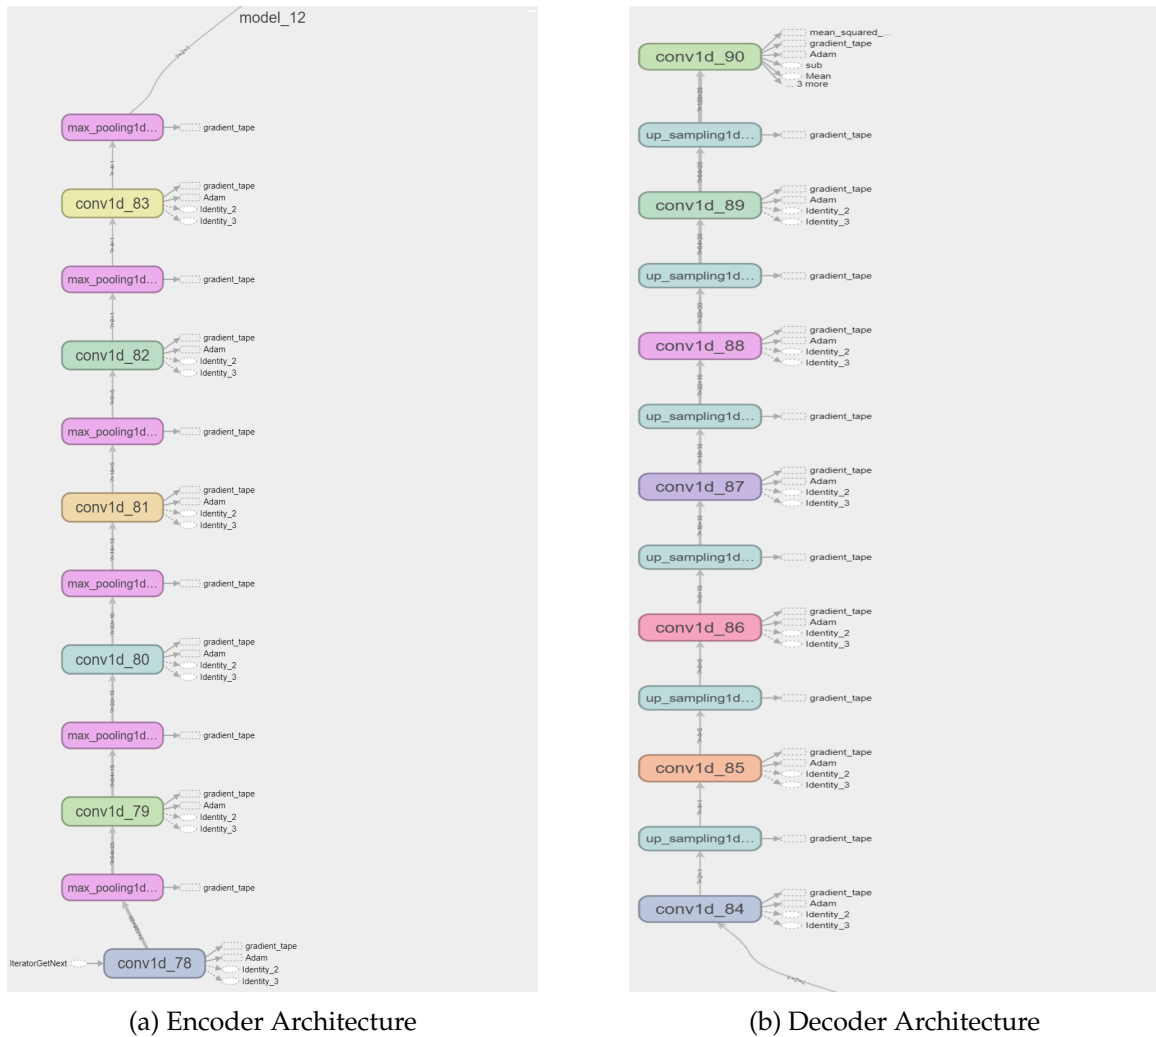 model_12
max_pooling1d...
gradient_tape
conv1d_83
gradient_tape
Adam
Identity_2
Identity_3
max_pooling1d...
gradient_tape
conv1d_82
gradient_tape
Adam
Identity_2
Identity_3
max_pooling1d...
gradient_tape
conv1d_81
gradient_tape
Adam
Identity_2
Identity_3
max_pooling1d...
gradient_tape
conv1d_80
gradient_tape
Adam
Identity_2
Identity_3
max_pooling1d...
gradient_tape
conv1d_79
gradient_tape
Adam
Identity_2
Identity_3
max_pooling1d...
gradient_tape
IteratorGetNext
conv1d_78
gradient_tape
Adam
Identity_2
Identity_3
(a) Encoder Architecture
conv1d_90
mean_squared_...
gradient_tape
Adam
sub
Mean
... 3 more
up_sampling1d...
gradient_tape
conv1d_89
gradient_tape
Adam
Identity_2
Identity_3
up_sampling1d...
gradient_tape
conv1d_88
gradient_tape
Adam
Identity_2
Identity_3
up_sampling1d...
gradient_tape
conv1d_87
gradient_tape
Adam
Identity_2
Identity_3
up_sampling1d...
gradient_tape
conv1d_86
gradient_tape
Adam
Identity_2
Identity_3
up_sampling1d...
gradient_tape
conv1d_85
gradient_tape
Adam
Identity_2
Identity_3
up_sampling1d...
gradient_tape
conv1d_84
gradient_tape
Adam
Identity_2
Identity_3
(b) Decoder Architecture